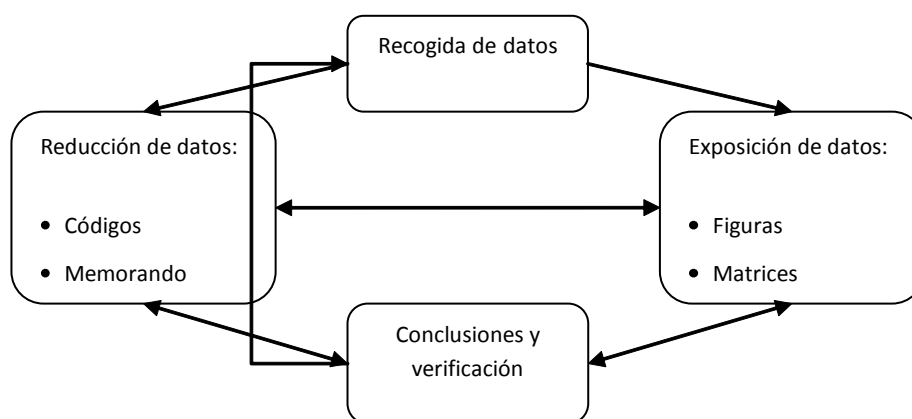 Recogida de datos
Reducción de datos:
• Códigos
• Memorando
Exposición de datos:
• Figuras
• Matrices
Conclusiones y
verificación